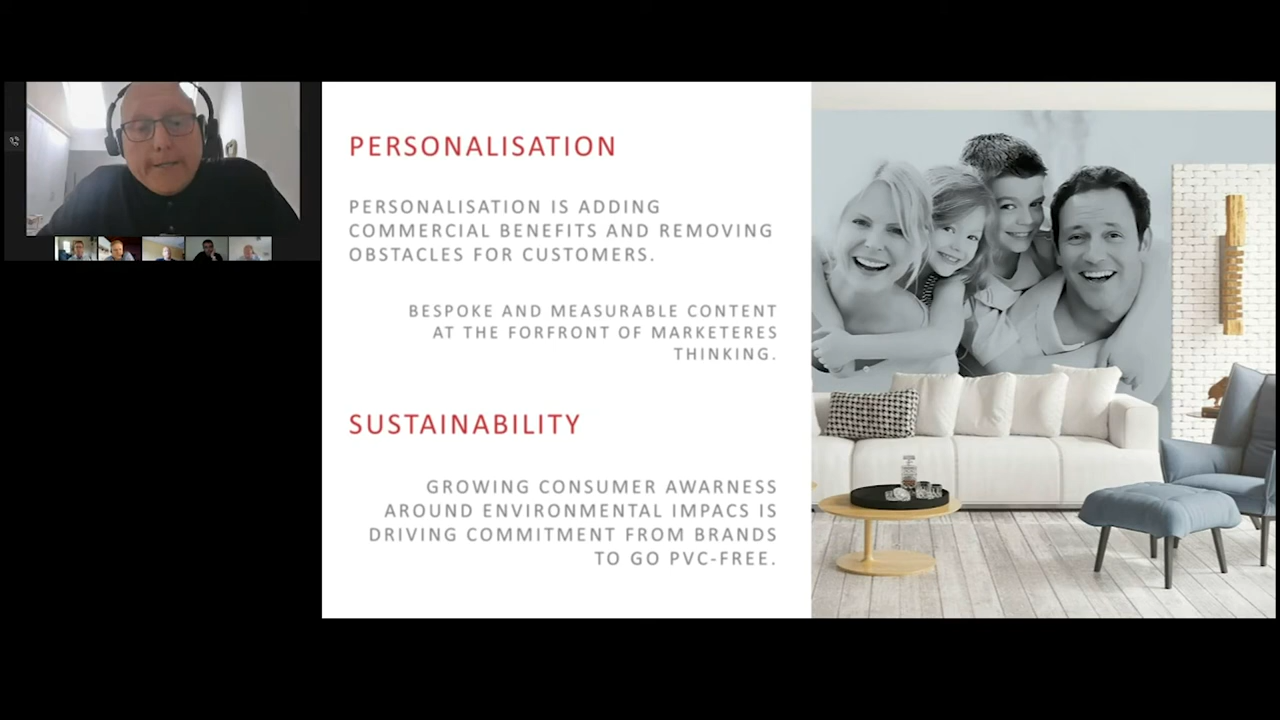 PERSONALISATION
PERSONALISATION IS ADDING
COMMERCIAL BENEFITS AND REMOVING
OBSTACLES FOR CUSTOMERS.
BESPOKE AND MEASURABLE CONTENT
AT THE FORFRONT OF MARKETERES
THINKING.
SUSTAINABILITY
GROWING CONSUMER AWARNESS
AROUND ENVIRONMENTAL IMPACS IS
DRIVING COMMITMENT FROM BRANDS
TO GO PVC-FREE.